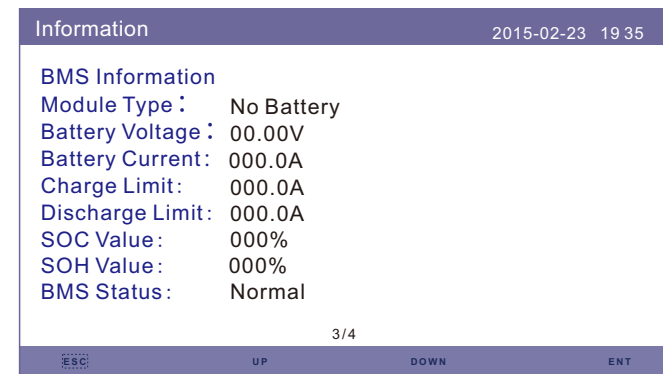 Information 2015-02-23 19 35
BMS Information
Module Type: No Battery
Battery Voltage: 00.00V
Battery Current: 000.0A
Charge Limit: 000.0A
Discharge Limit: 000.0A
SOC Value: 000%
SOH Value: 000%
BMS Status: Normal
3/4
ESC UP DOWN ENT